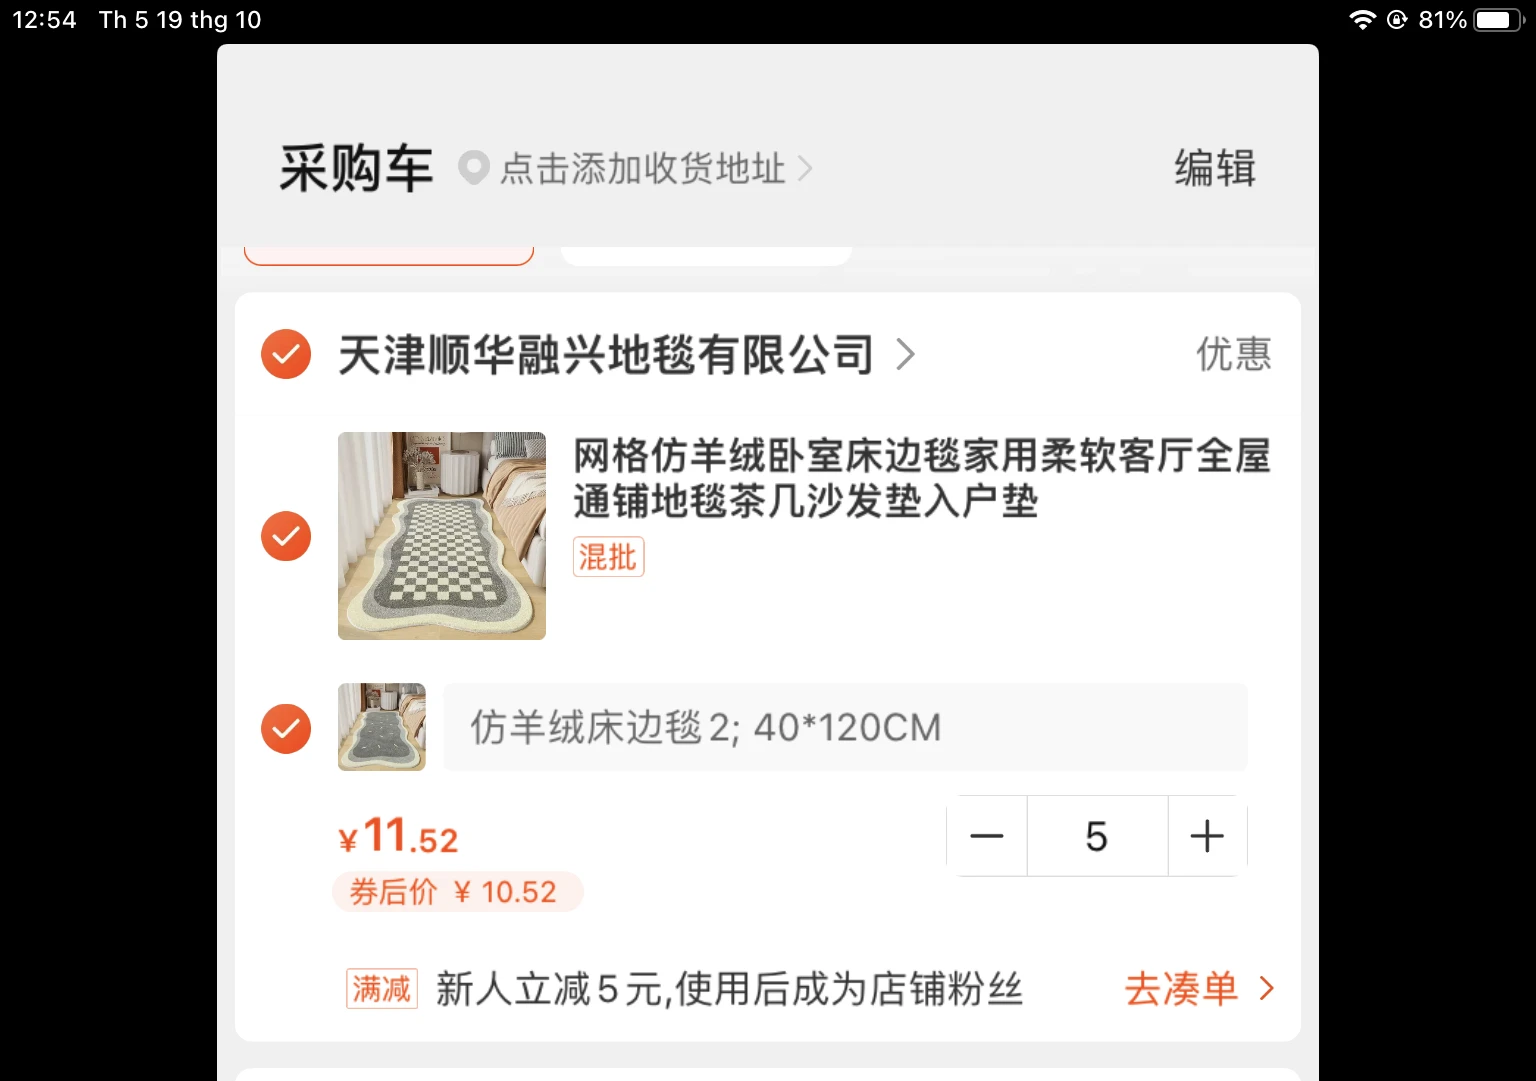 12:54 Th 5 19 thg 10 81%
采购车 点击添加收货地址 编辑
天津顺华融兴地毯有限公司 优惠
网格仿羊绒卧室床边毯家用柔软客厅全屋
通铺地毯茶几沙发垫入户垫
混批
仿羊绒床边毯2; 40*120CM
¥11.52 5
券后价 ¥ 10.52
满减 新人立减5元,使用后成为店铺粉丝 去凑单